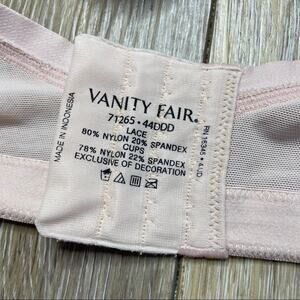 VANITY FAIR®
71265 • 44DDD
LACE
80% NYLON 20% SPANDEX
CUPS
78% NYLON 22% SPANDEX
EXCLUSIVE OF DECORATION
MADE IN INDONESIA